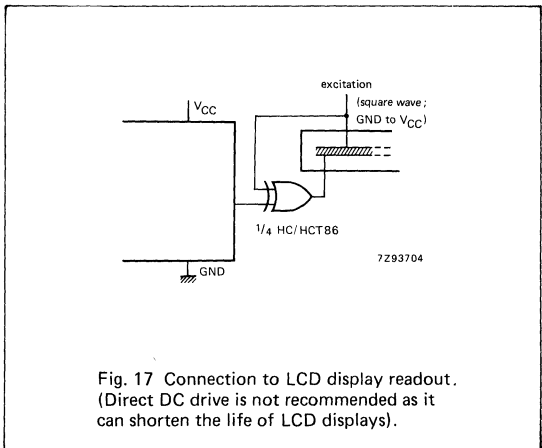 excitation
(square wave;
GND to VCC)
VCC
1/4 HC/HCT86
7Z93704
GND
Fig. 17 Connection to LCD display readout.
(Direct DC drive is not recommended as it
can shorten the life of LCD displays).